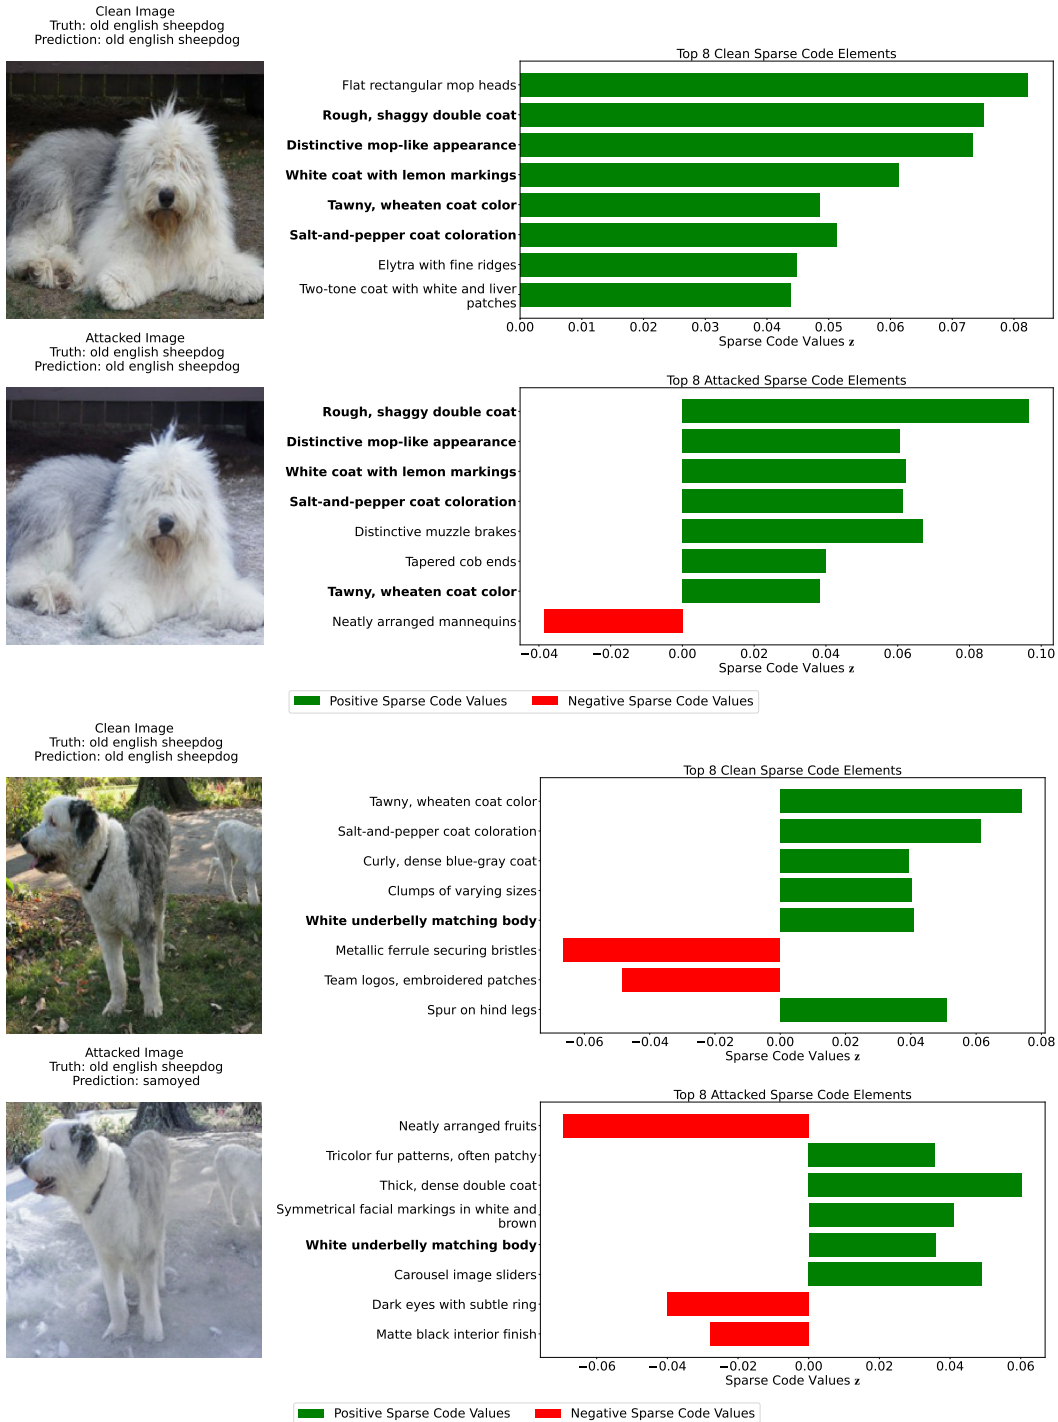 Clean Image
Truth: old english sheepdog
Prediction: old english sheepdog
Top 8 Clean Sparse Code Elements
Flat rectangular mop heads
Rough, shaggy double coat
Distinctive mop-like appearance
White coat with lemon markings
Tawny, wheaten coat color
Salt-and-pepper coat coloration
Elytra with fine ridges
Two-tone coat with white and liver
patches
0.00 0.01 0.02 0.03 0.04 0.05 0.06 0.07 0.08
Sparse Code Values z
Attacked Image
Truth: old english sheepdog
Prediction: old english sheepdog
Top 8 Attacked Sparse Code Elements
Rough, shaggy double coat
Distinctive mop-like appearance
White coat with lemon markings
Salt-and-pepper coat coloration
Distinctive muzzle brakes
Tapered cob ends
Tawny, wheaten coat color
Neatly arranged mannequins
−0.04 −0.02 0.00 0.02 0.04 0.06 0.08 0.10
Sparse Code Values z
Positive Sparse Code Values Negative Sparse Code Values
Clean Image
Truth: old english sheepdog
Prediction: old english sheepdog
Top 8 Clean Sparse Code Elements
Tawny, wheaten coat color
Salt-and-pepper coat coloration
Curly, dense blue-gray coat
Clumps of varying sizes
White underbelly matching body
Metallic ferrule securing bristles
Team logos, embroidered patches
Spur on hind legs
−0.06 −0.04 −0.02 0.00 0.02 0.04 0.06 0.08
Sparse Code Values z
Attacked Image
Truth: old english sheepdog
Prediction: samoyed
Top 8 Attacked Sparse Code Elements
Neatly arranged fruits
Tricolor fur patterns, often patchy
Thick, dense double coat
Symmetrical facial markings in white and
brown
White underbelly matching body
Carousel image sliders
Dark eyes with subtle ring
Matte black interior finish
−0.06 −0.04 −0.02 0.00 0.02 0.04 0.06
Sparse Code Values z
Positive Sparse Code Values Negative Sparse Code Values